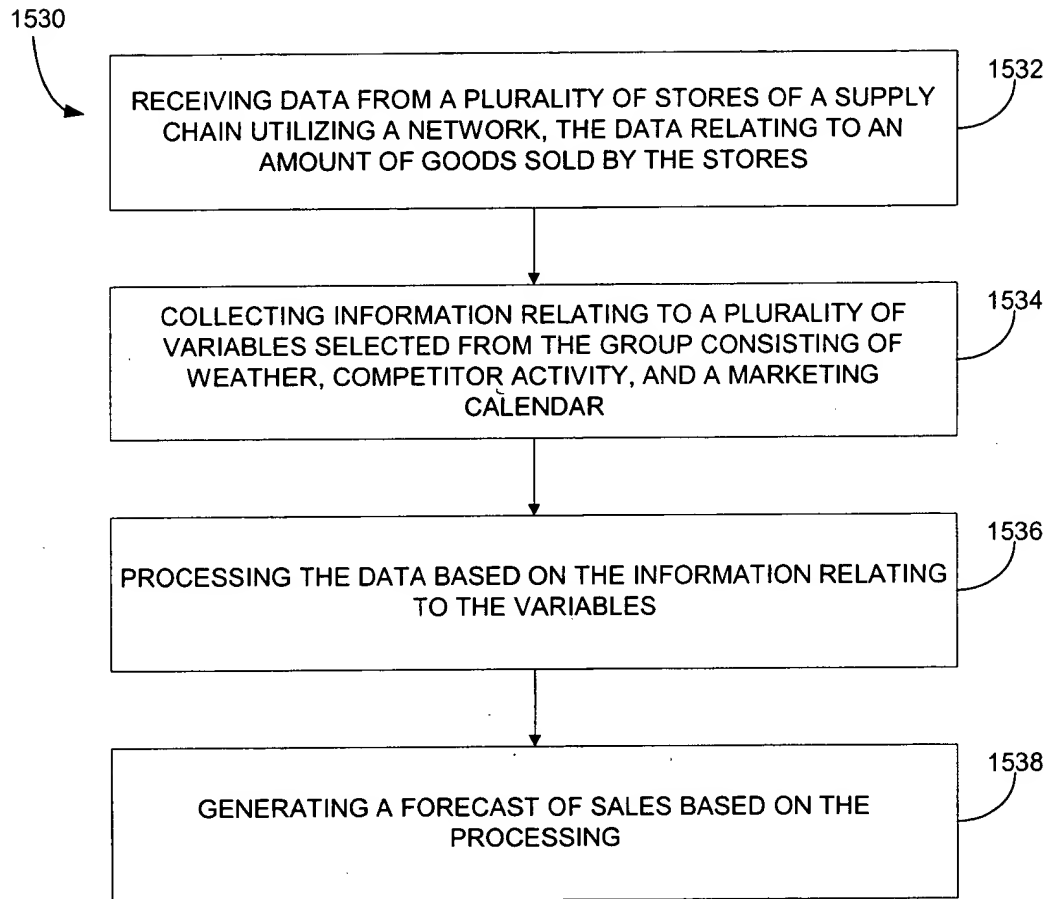 1530
1532
RECEIVING DATA FROM A PLURALITY OF STORES OF A SUPPLY
CHAIN UTILIZING A NETWORK, THE DATA RELATING TO AN
AMOUNT OF GOODS SOLD BY THE STORES
1534
COLLECTING INFORMATION RELATING TO A PLURALITY OF
VARIABLES SELECTED FROM THE GROUP CONSISTING OF
WEATHER, COMPETITOR ACTIVITY, AND A MARKETING
CALENDAR
1536
PROCESSING THE DATA BASED ON THE INFORMATION RELATING
TO THE VARIABLES
1538
GENERATING A FORECAST OF SALES BASED ON THE
PROCESSING